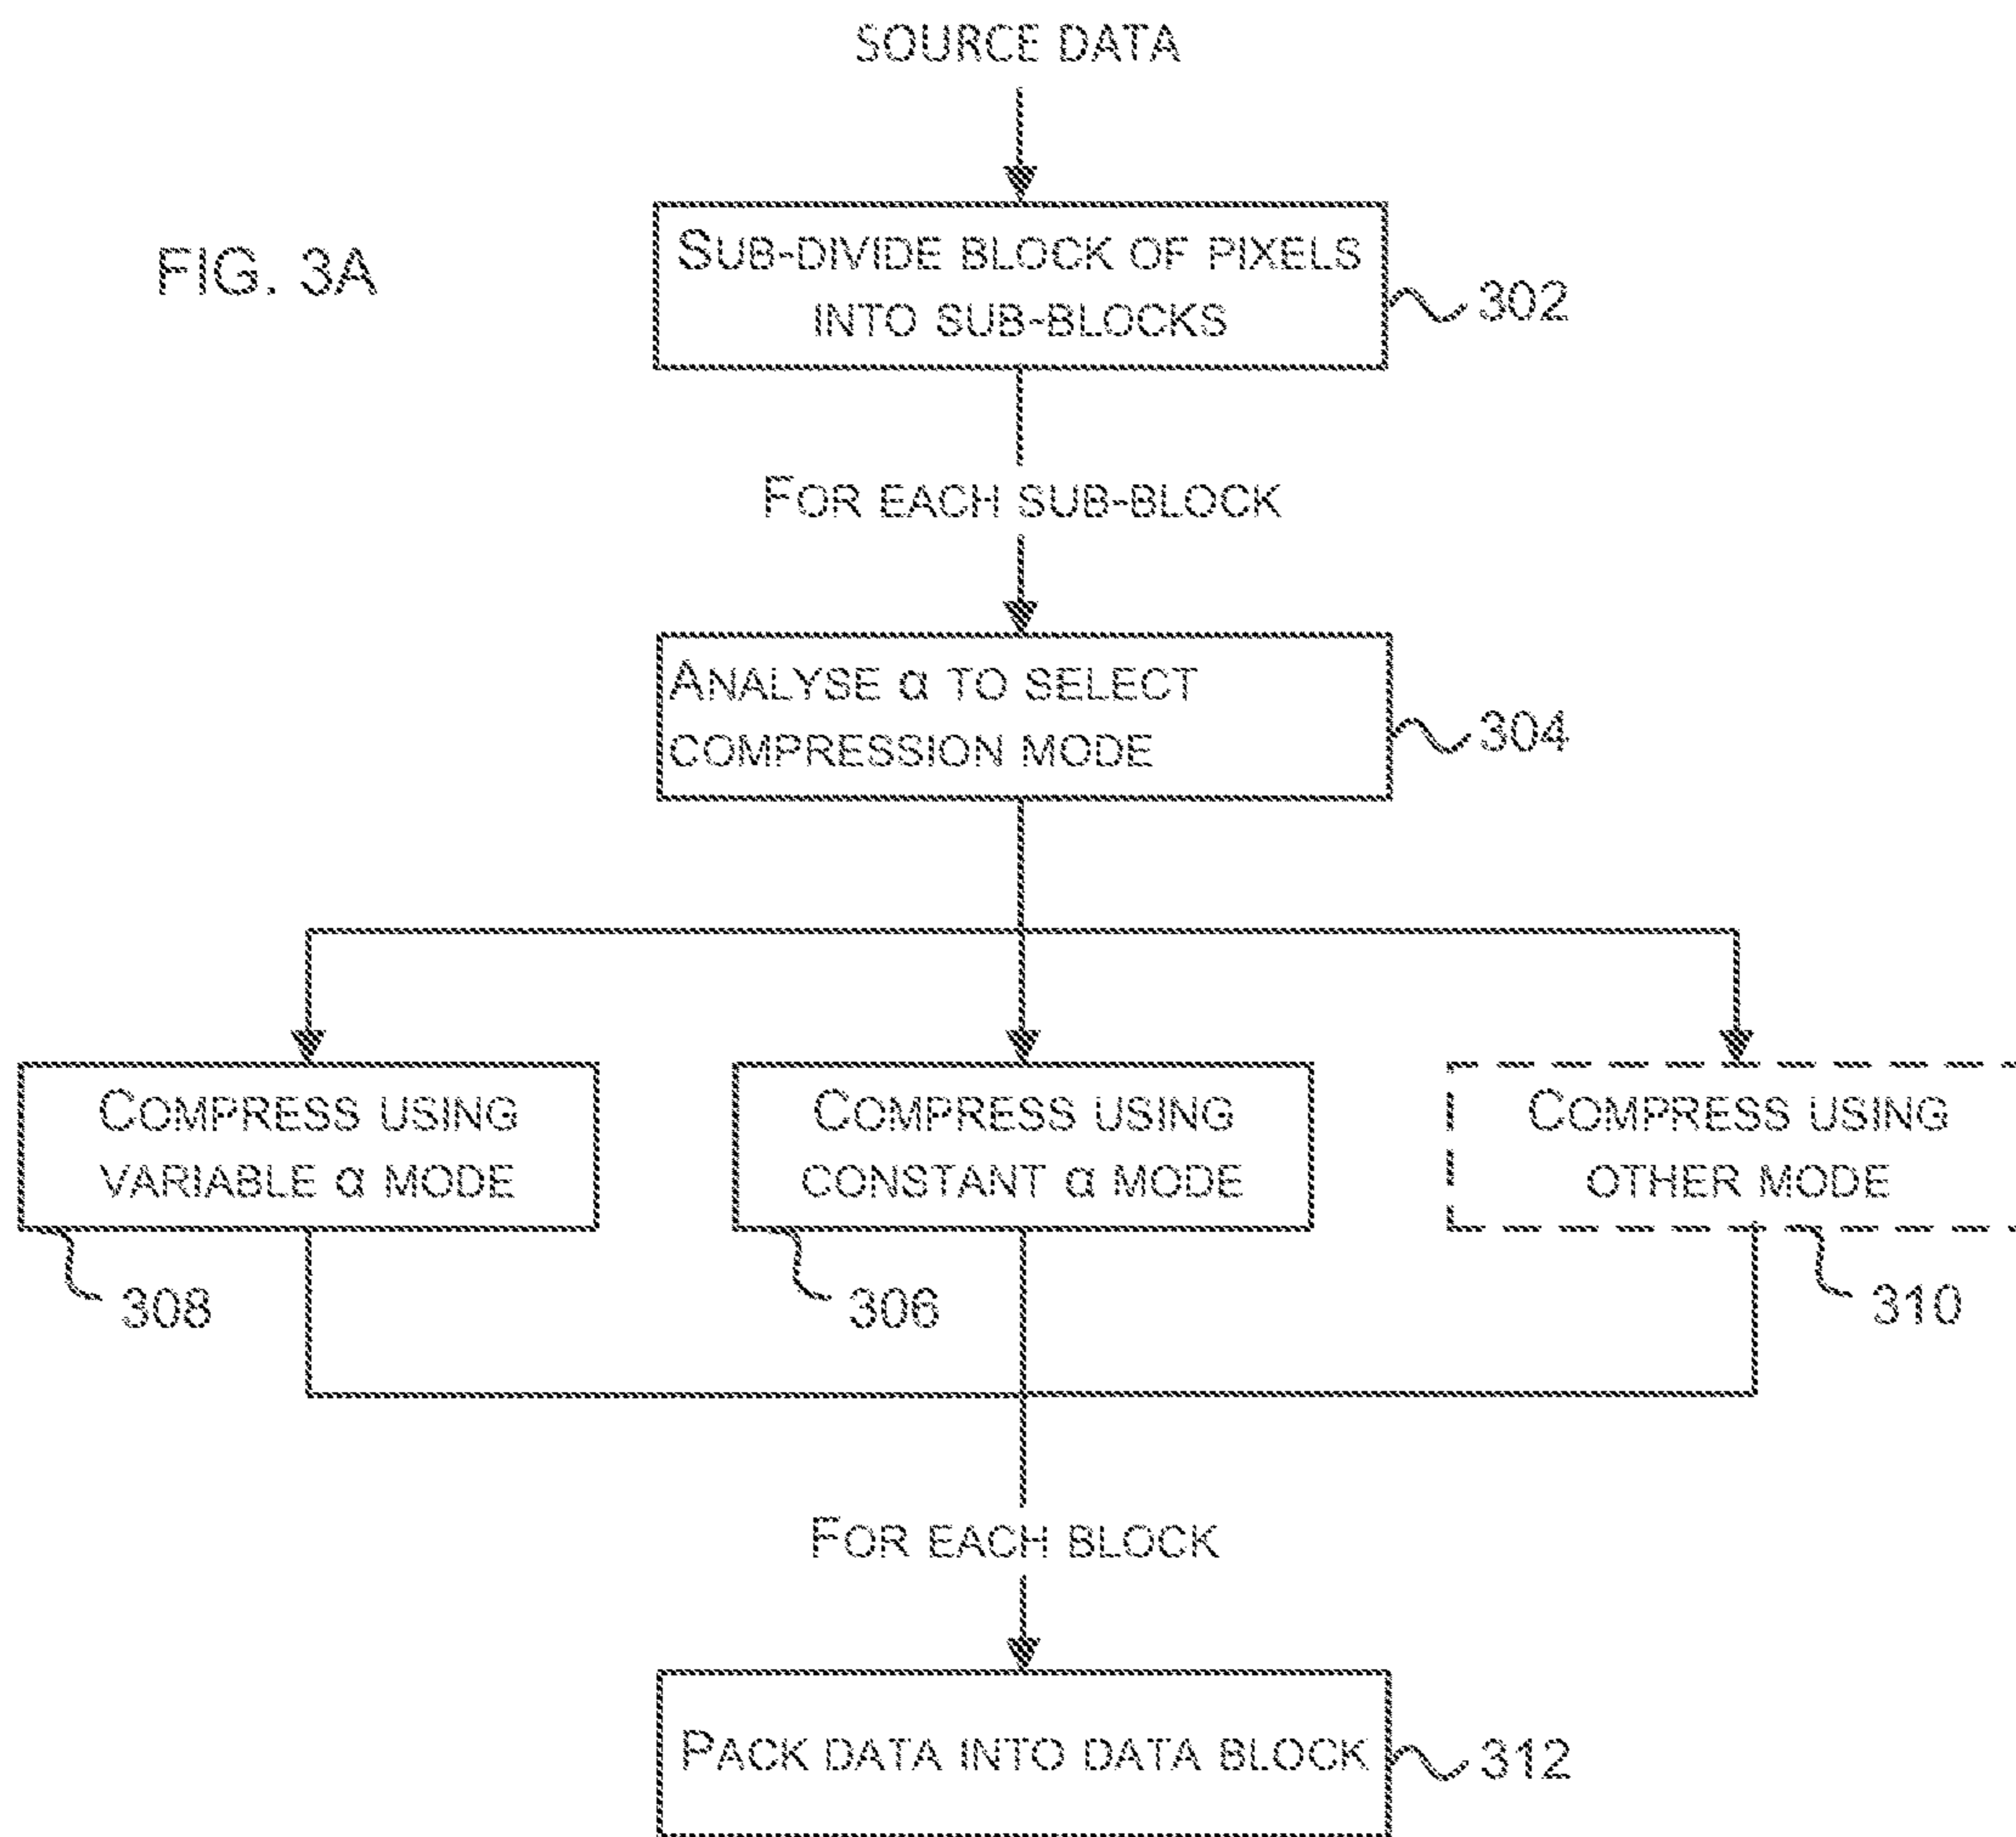 SOURCE DATA
FIG. 3A
SUB-DIVIDE BLOCK OF PIXELS
INTO SUB-BLOCKS
302
FOR EACH SUB-BLOCK
ANALYSE α TO SELECT
COMPRESSION MODE
304
COMPRESS USING
VARIABLE α MODE
308
COMPRESS USING
CONSTANT α MODE
306
COMPRESS USING
OTHER MODE
310
FOR EACH BLOCK
PACK DATA INTO DATA BLOCK
312